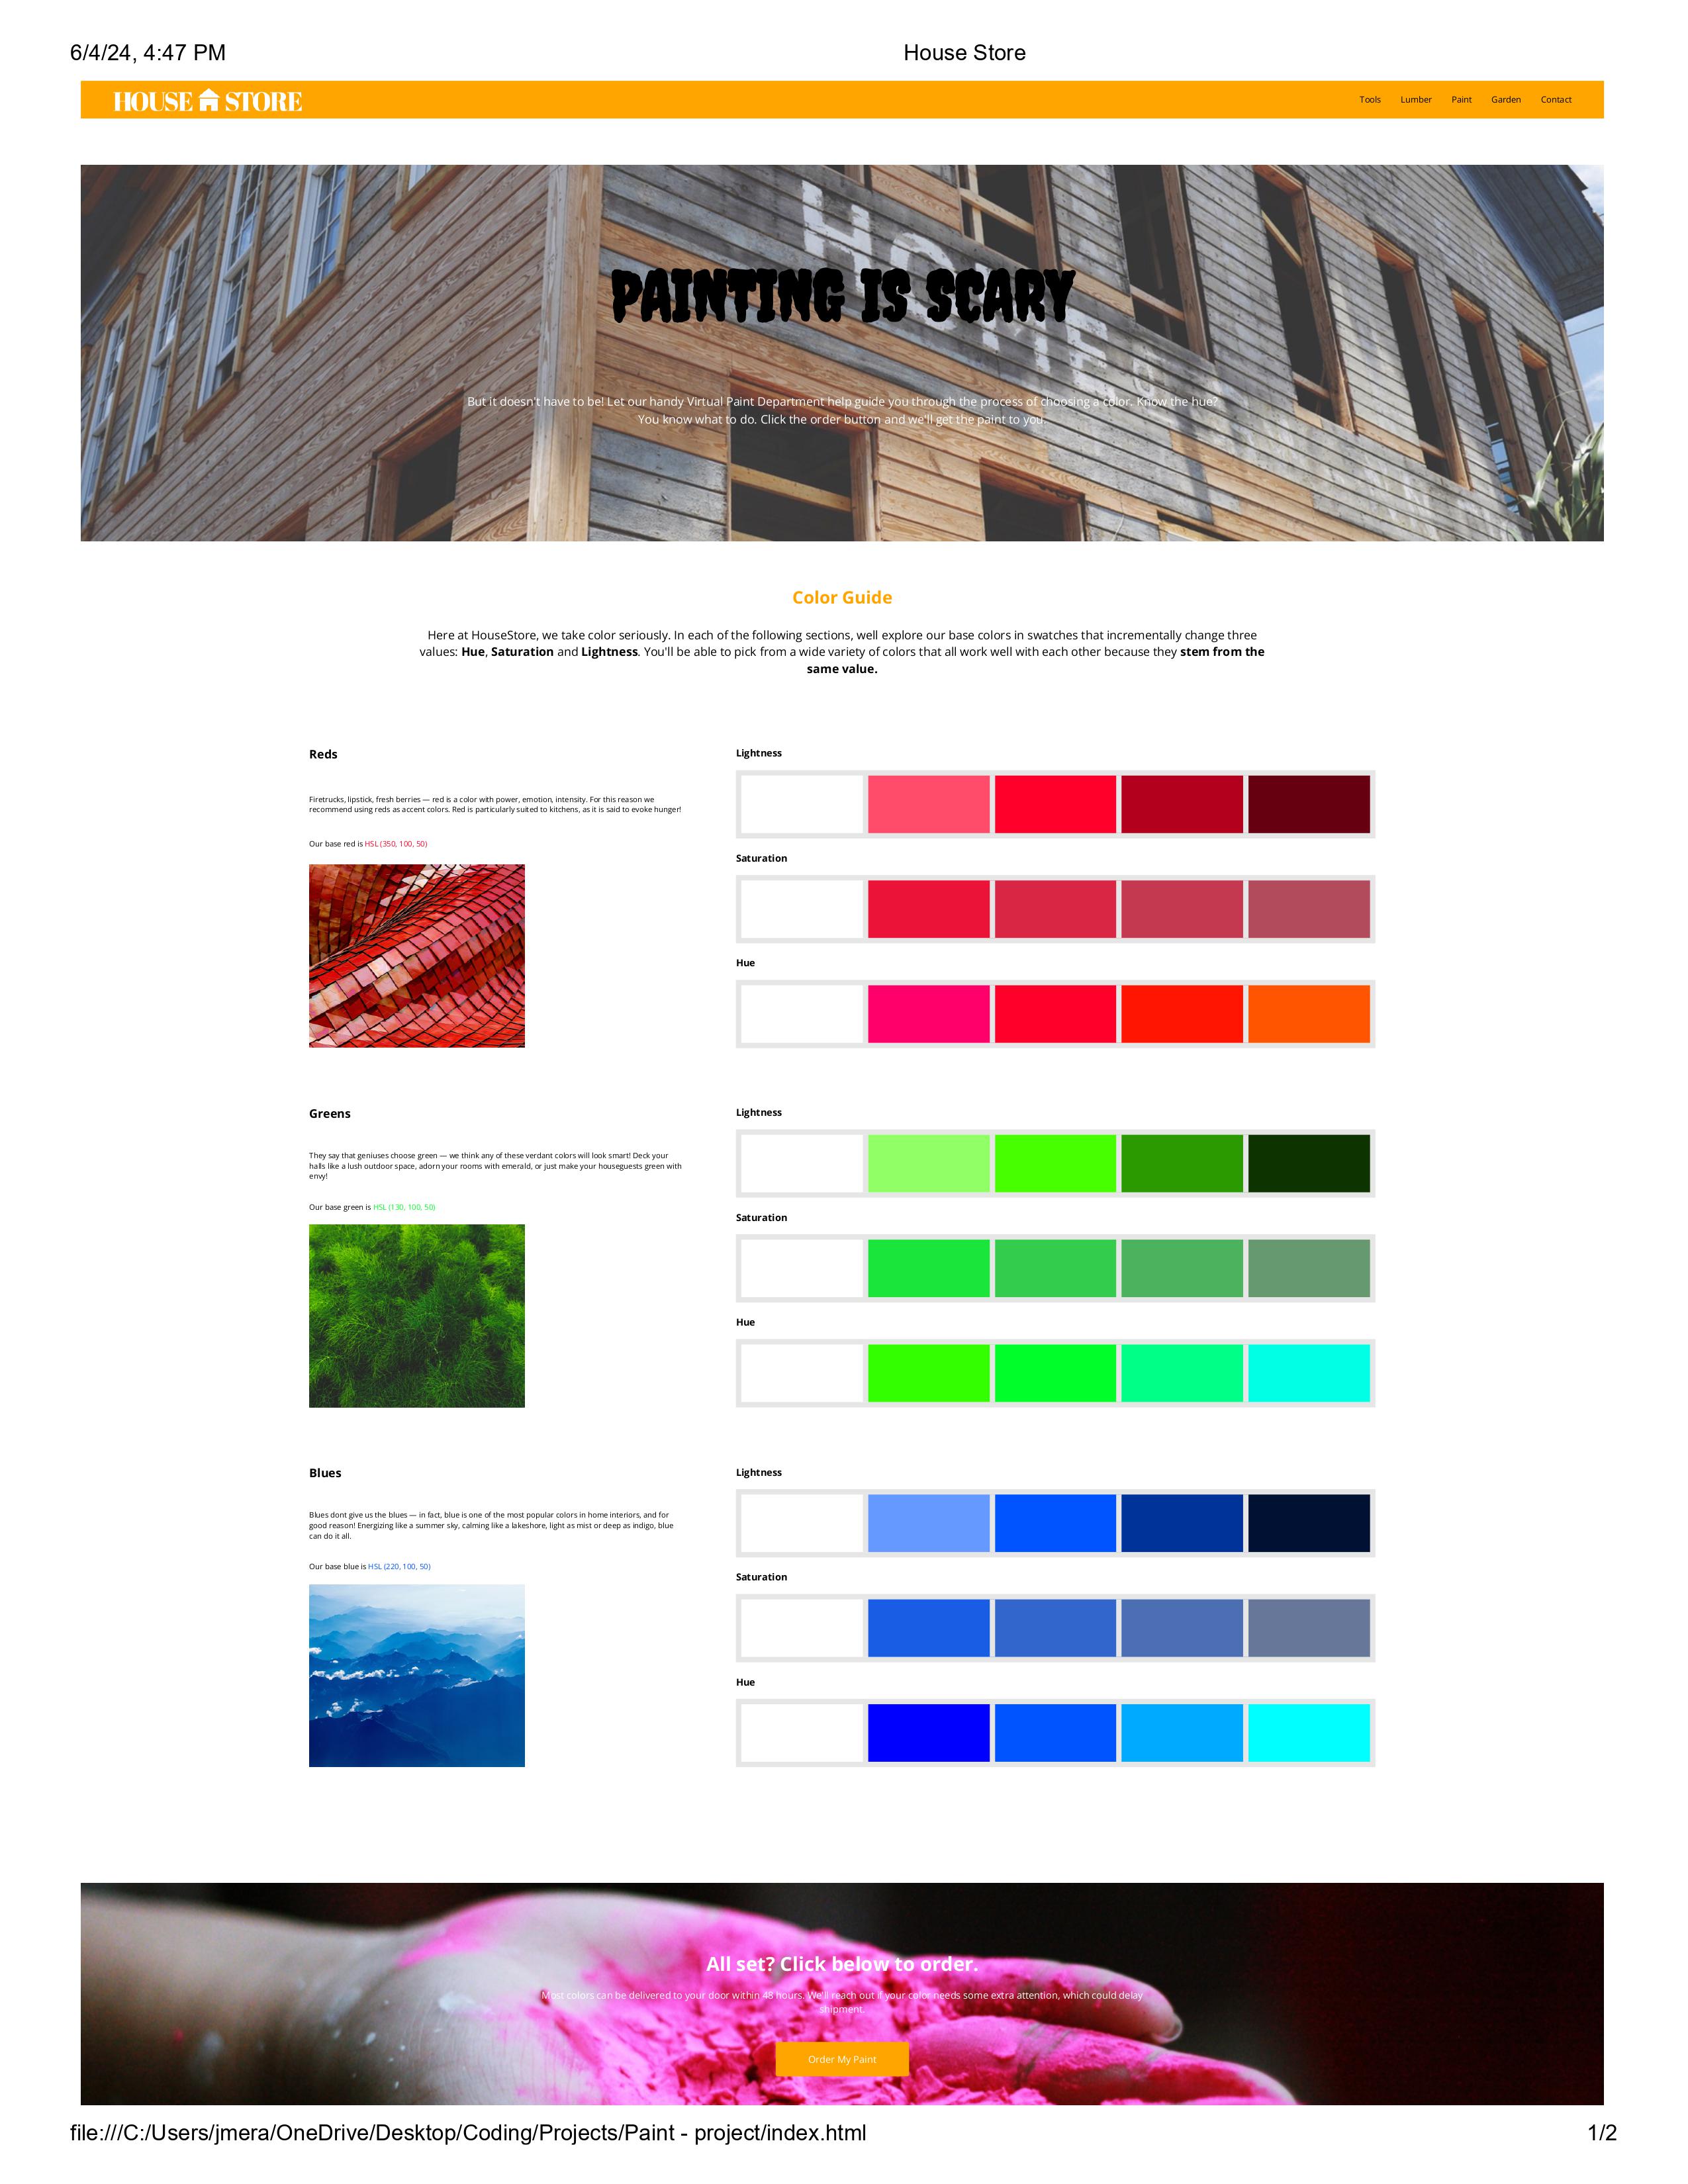 6/4/24, 4:47 PM House Store
HOUSE STORE
Tools Lumber Paint Garden Contact
HOME
PAINTING IS SCARY
But it doesn't have to be! Let our handy Virtual Paint Department help guide you through the process of choosing a color. Know the hue?
You know what to do. Click the order button and we'll get the paint to you.
Color Guide
Here at HouseStore, we take color seriously. In each of the following sections, well explore our base colors in swatches that incrementally change three
values: Hue, Saturation and Lightness. You'll be able to pick from a wide variety of colors that all work well with each other because they stem from the
same value.
Reds
Firetrucks, lipstick, fresh berries — red is a color with power, emotion, intensity. For this reason we
recommend using reds as accent colors. Red is particularly suited to kitchens, as it is said to evoke hunger!
Our base red is HSL (350, 100, 50)
Lightness
Saturation
Hue
Greens
They say that geniuses choose green — we think any of these verdant colors will look smart! Deck your
halls like a lush outdoor space, adorn your rooms with emerald, or just make your houseguests green with
envy!
Our base green is HSL (130, 100, 50)
Lightness
Saturation
Hue
Blues
Blues dont give us the blues — in fact, blue is one of the most popular colors in home interiors, and for
good reason! Energizing like a summer sky, calming like a lakeshore, light as mist or deep as indigo, blue
can do it all.
Our base blue is HSL (220, 100, 50)
Lightness
Saturation
Hue
All set? Click below to order.
Most colors can be delivered to your door within 48 hours. We'll reach out if your color needs some extra attention, which could delay
shipment.
Order My Paint
file:///C:/Users/jmera/OneDrive/Desktop/Coding/Projects/Paint - project/index.html 1/2